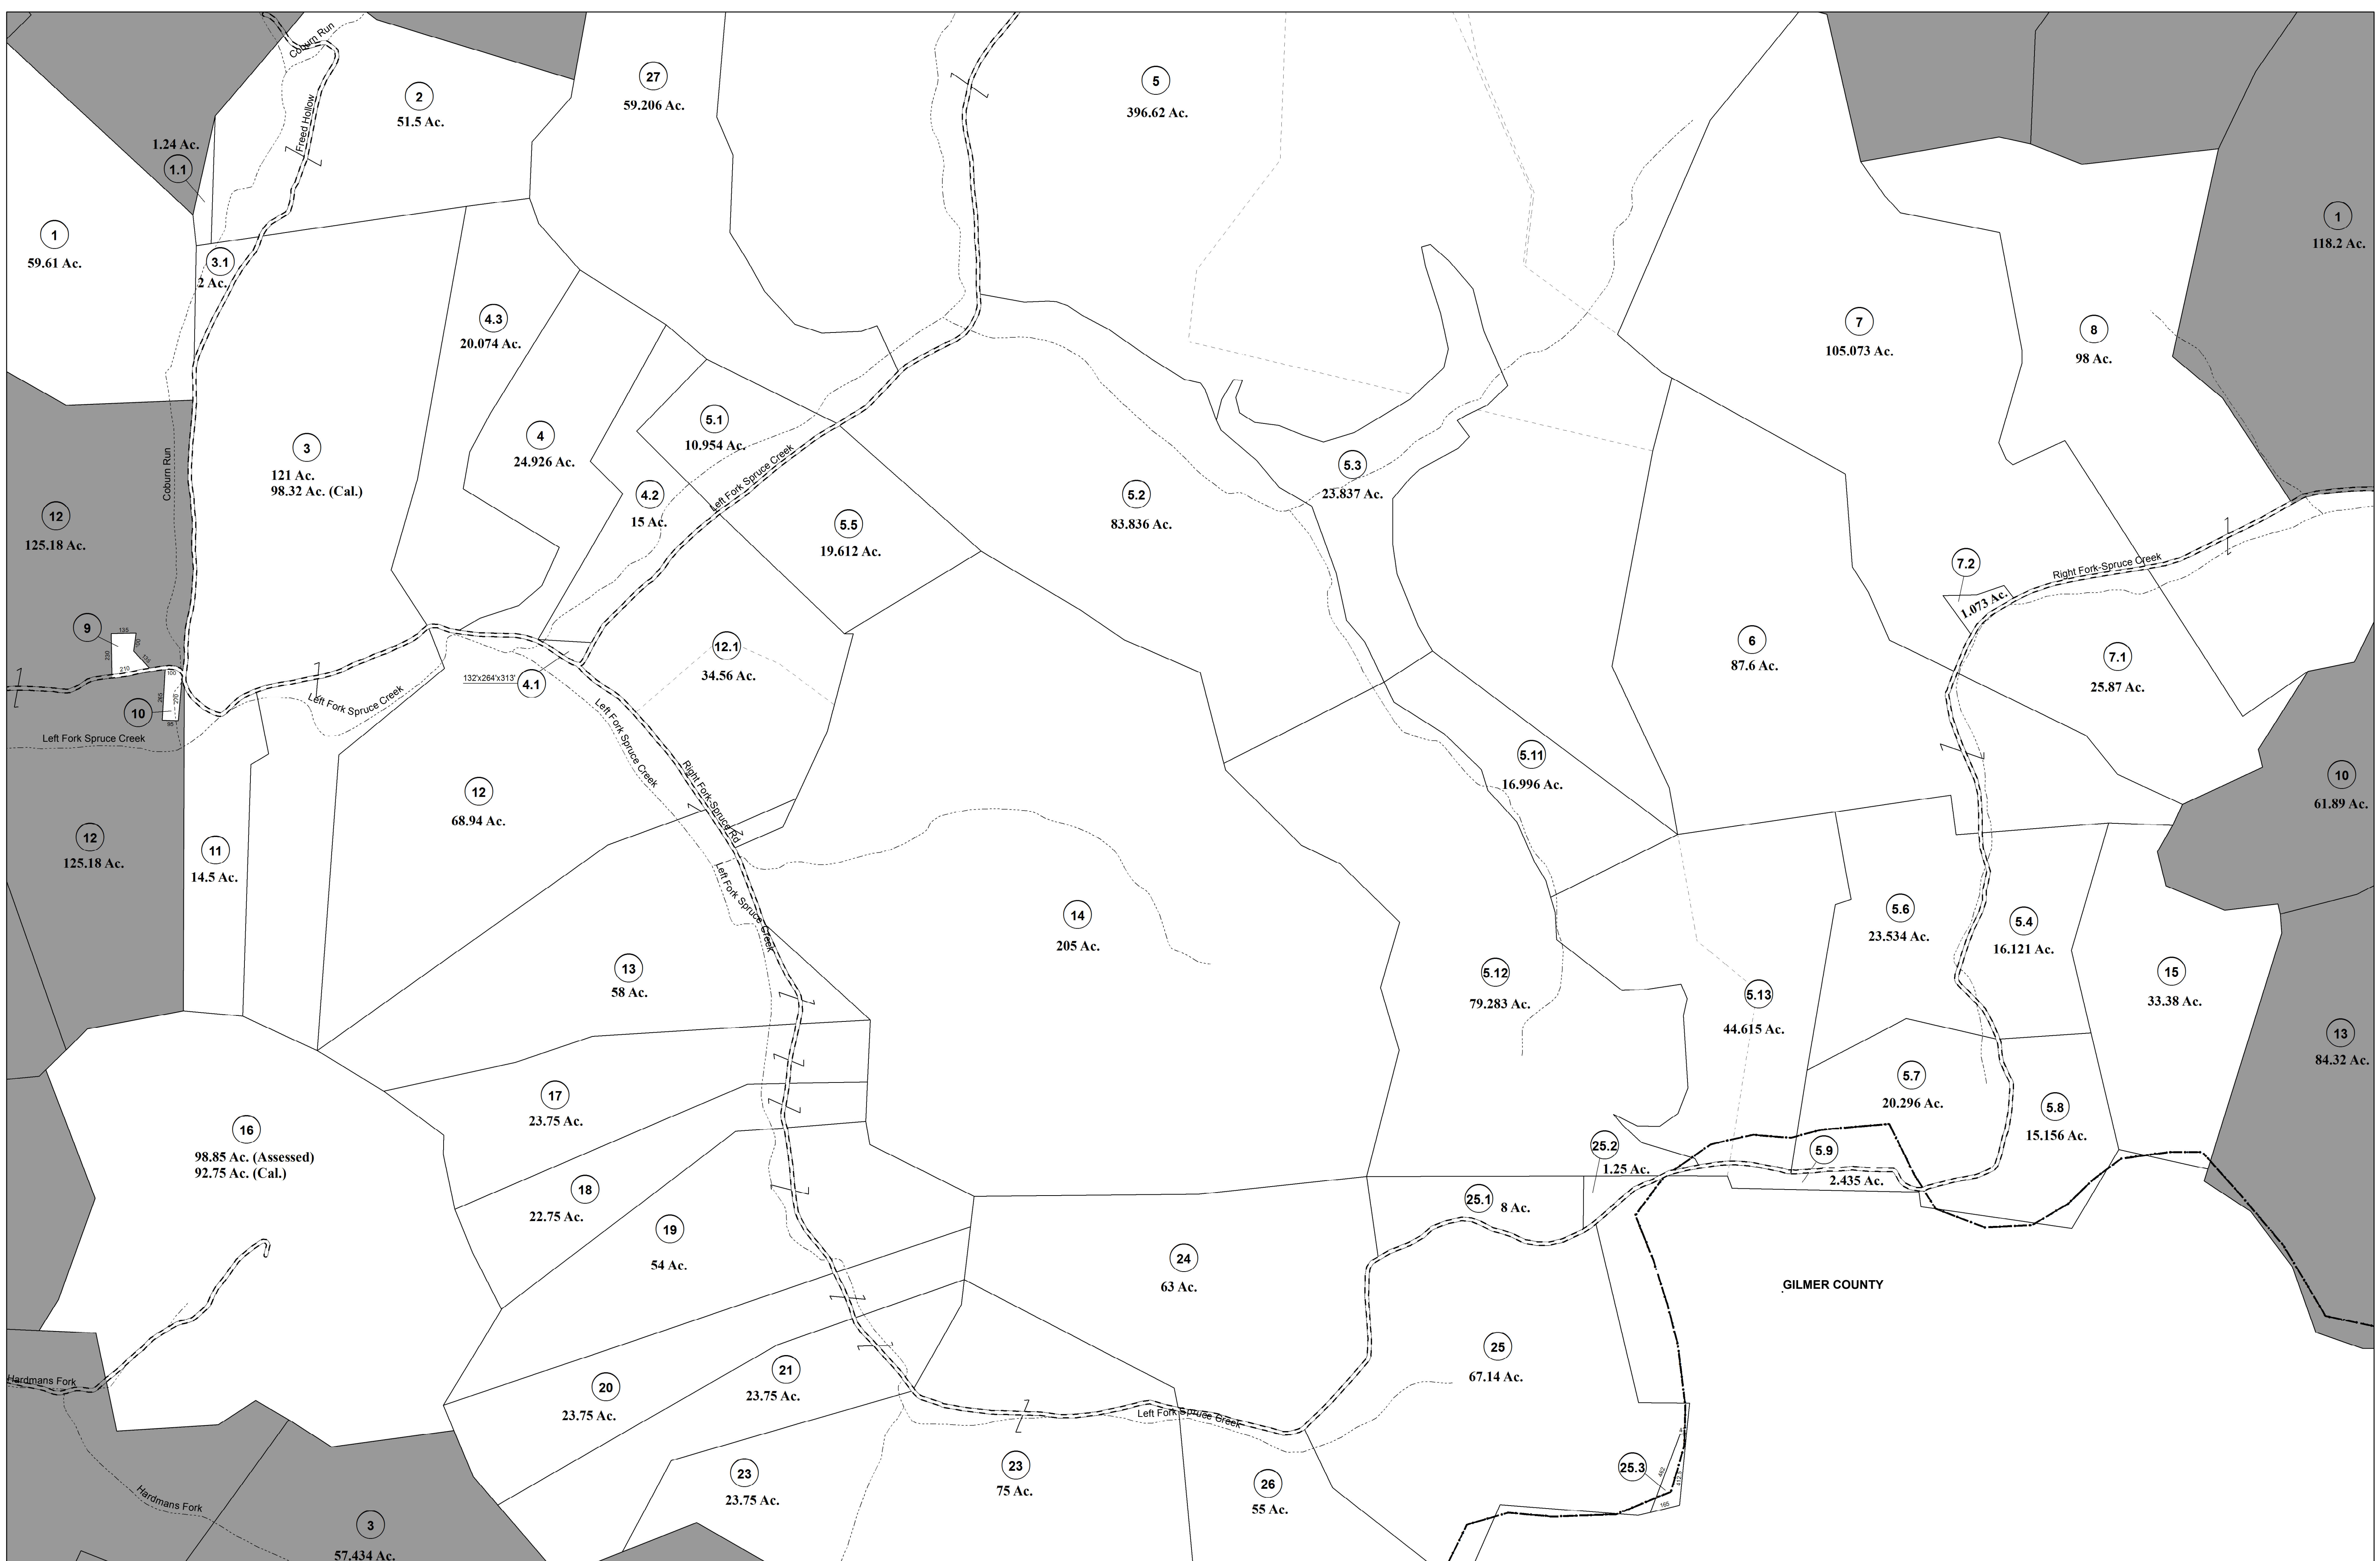 Coburn Run
Freed Hollow
27
59.206 Ac.
5
396.62 Ac.
2
51.5 Ac.
1.24 Ac.
1.1
1
59.61 Ac.
3.1
2 Ac.
1
118.2 Ac.
4.3
20.074 Ac.
7
105.073 Ac.
8
98 Ac.
5.1
10.954 Ac.
4
24.926 Ac.
3
121 Ac.
98.32 Ac. (Cal.)
Coburn Run
Left Fork Spruce Creek
4.2
15 Ac.
5.5
19.612 Ac.
5.2
83.836 Ac.
5.3
23.837 Ac.
12
125.18 Ac.
7.2
1.073 Ac.
Right Fork-Spruce Creek
9
135
230
135
210
100
265
270
95
10
Left Fork Spruce Creek
Left Fork Spruce Creek
132'x264'x313'
4.1
12.1
34.56 Ac.
6
87.6 Ac.
7.1
25.87 Ac.
Left Fork Spruce Creek
Right Fork-Spruce Rd
5.11
16.996 Ac.
10
61.89 Ac.
12
68.94 Ac.
12
125.18 Ac.
11
14.5 Ac.
Left Fork Spruce Creek
14
205 Ac.
5.6
23.534 Ac.
5.4
16.121 Ac.
13
58 Ac.
5.12
79.283 Ac.
5.13
44.615 Ac.
15
33.38 Ac.
13
84.32 Ac.
17
23.75 Ac.
5.7
20.296 Ac.
5.8
15.156 Ac.
16
98.85 Ac. (Assessed)
92.75 Ac. (Cal.)
25.2
1.25 Ac.
5.9
2.435 Ac.
18
22.75 Ac.
25.1
8 Ac.
19
54 Ac.
24
63 Ac.
GILMER COUNTY
25
67.14 Ac.
21
23.75 Ac.
20
23.75 Ac.
Hardmans Fork
Left Fork Spruce Creek
23
23.75 Ac.
23
75 Ac.
26
55 Ac.
25.3
442
165
Hardmans Fork
3
57.434 Ac.